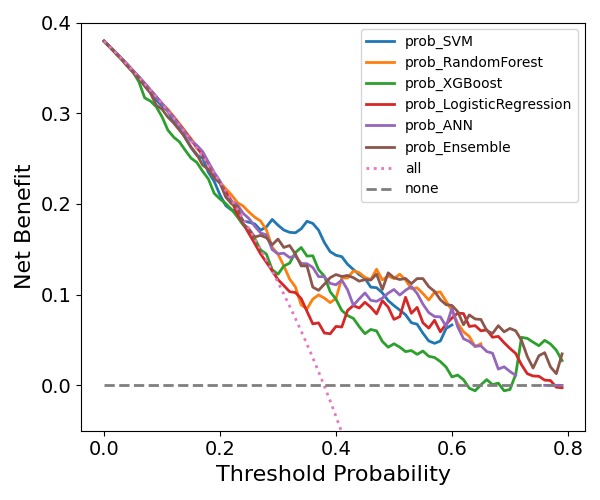 0.4
0.3
0.2
0.1
0.0
Net Benefit
prob_SVM
prob_RandomForest
prob_XGBoost
prob_LogisticRegression
prob_ANN
prob_Ensemble
all
none
0.0 0.2 0.4 0.6 0.8
Threshold Probability